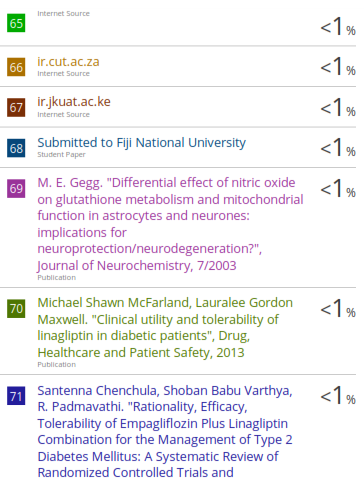 Internet Source
65
<1%
66
ir.cut.ac.za
Internet Source
<1%
67
ir.jkuat.ac.ke
Internet Source
<1%
68
Submitted to Fiji National University
Student Paper
<1%
69
M. E. Gegg. "Differential effect of nitric oxide
on glutathione metabolism and mitochondrial
function in astrocytes and neurones:
implications for
neuroprotection/neurodegeneration?",
Journal of Neurochemistry, 7/2003
Publication
<1%
70
Michael Shawn McFarland, Lauralee Gordon
Maxwell. "Clinical utility and tolerability of
linagliptin in diabetic patients", Drug,
Healthcare and Patient Safety, 2013
Publication
<1%
71
Santenna Chenchula, Shoban Babu Varthya,
R. Padmavathi. "Rationality, Efficacy,
Tolerability of Empagliflozin Plus Linagliptin
Combination for the Management of Type 2
Diabetes Mellitus: A Systematic Review of
Randomized Controlled Trials and
<1%